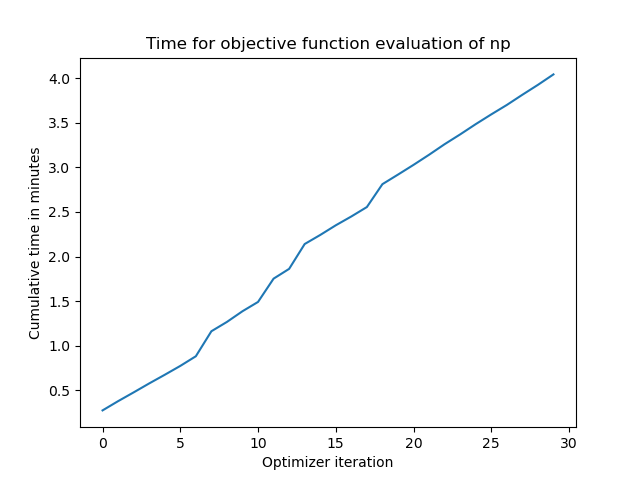 Time for objective function evaluation of np
Cumulative time in minutes
4.0
3.5
3.0
2.5
2.0
1.5
1.0
0.5
0 5 10 15 20 25 30
Optimizer iteration